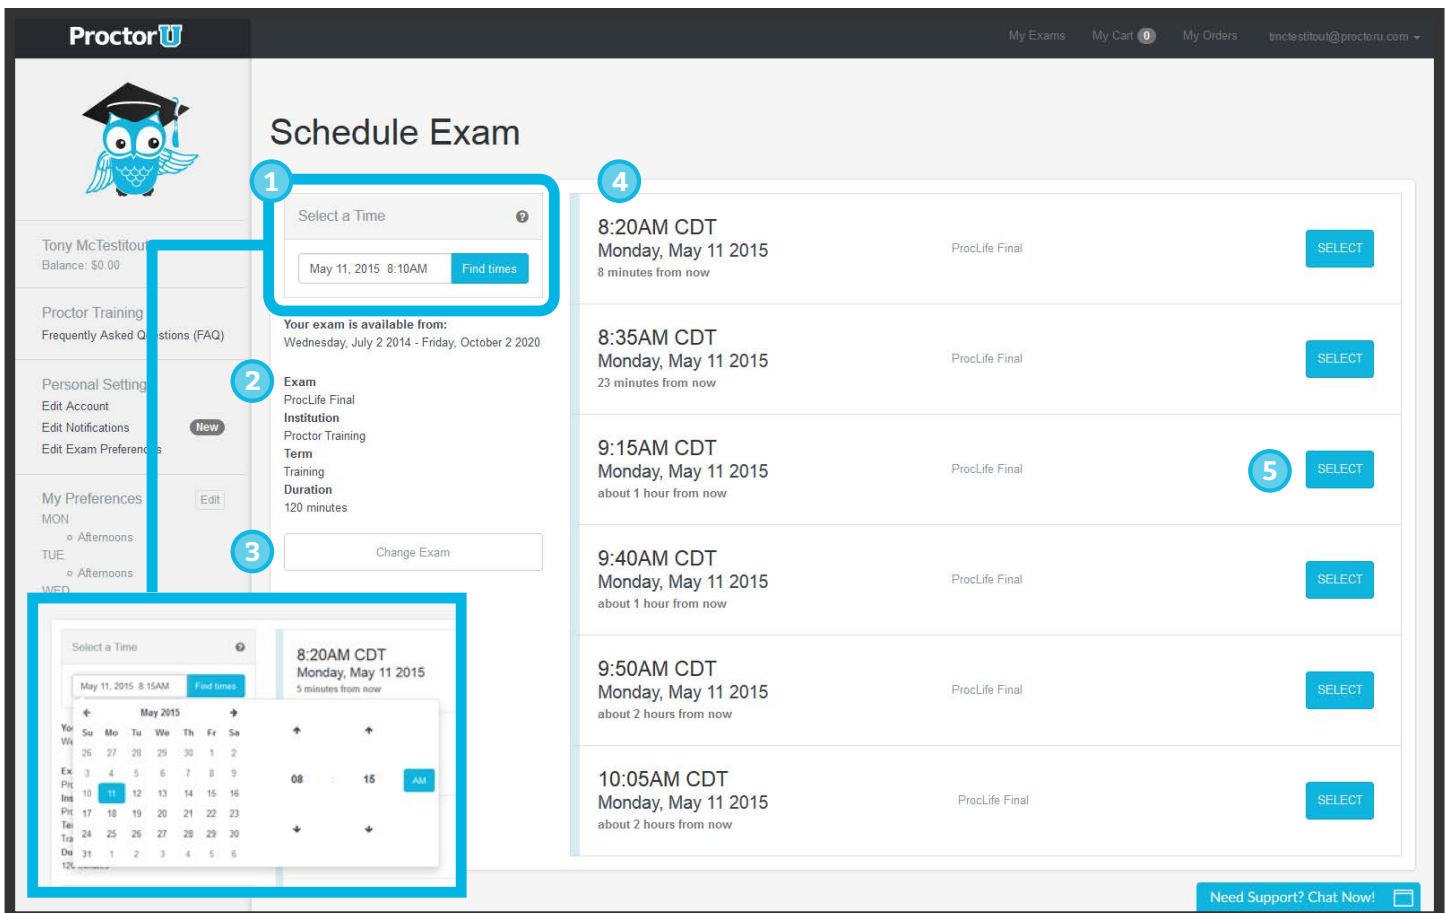 ProctorU
My Exams My Cart 0 My Orders tmctestitout@proctoru.com
Tony McTestitout
Balance: $0.00
Proctor Training
Frequently Asked Questions (FAQ)
Personal Setting
Edit Account
Edit Notifications New
Edit Exam Preferences
My Preferences Edit
MON
Afternoons
TUE
Afternoons
WED
Schedule Exam
1
Select a Time ?
May 11, 2015 8:10AM Find times
Your exam is available from:
Wednesday, July 2 2014 - Friday, October 2 2020
2
Exam
ProcLife Final
Institution
Proctor Training
Term
Training
Duration
120 minutes
3
Change Exam
4
8:20AM CDT
Monday, May 11 2015
8 minutes from now
ProcLife Final
SELECT
8:35AM CDT
Monday, May 11 2015
23 minutes from now
ProcLife Final
SELECT
9:15AM CDT
Monday, May 11 2015
about 1 hour from now
ProcLife Final
5
SELECT
9:40AM CDT
Monday, May 11 2015
about 1 hour from now
ProcLife Final
SELECT
9:50AM CDT
Monday, May 11 2015
about 2 hours from now
ProcLife Final
SELECT
10:05AM CDT
Monday, May 11 2015
about 2 hours from now
ProcLife Final
SELECT
Select a Time ?
May 11, 2015 8:15AM Find times
8:20AM CDT
Monday, May 11 2015
5 minutes from now
May 2015
Su Mo Tu We Th Fr Sa
26 27 28 29 30 1 2
3 4 5 6 7 8 9
10 11 12 13 14 15 16
17 18 19 20 21 22 23
24 25 26 27 28 29 30
31 1 2 3 4 5 6
08 : 15 AM
Need Support? Chat Now!